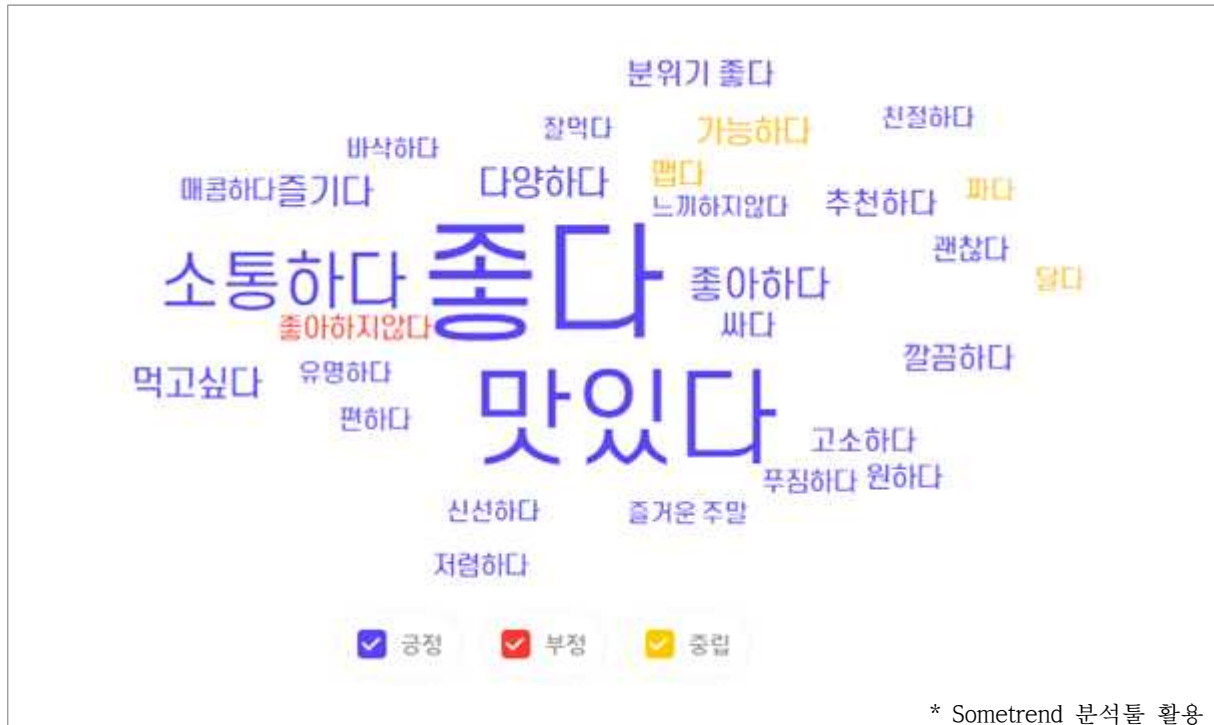 분위기 좋다
잘먹다 가능하다 친절하다
바삭하다
매콤하다 즐기다 다양하다 맵다 느끼하지않다 추천하다 파다
소통하다 좋다 좋아하다 괜찮다 달다
좋아하지않다 싸다
먹고싶다 유명하다 깔끔하다
편하다 맛있다 고소하다
푸짐하다 원하다
신선하다 즐거운 주말
저렴하다
긍정 부정 중립
* Sometrend 분석툴 활용